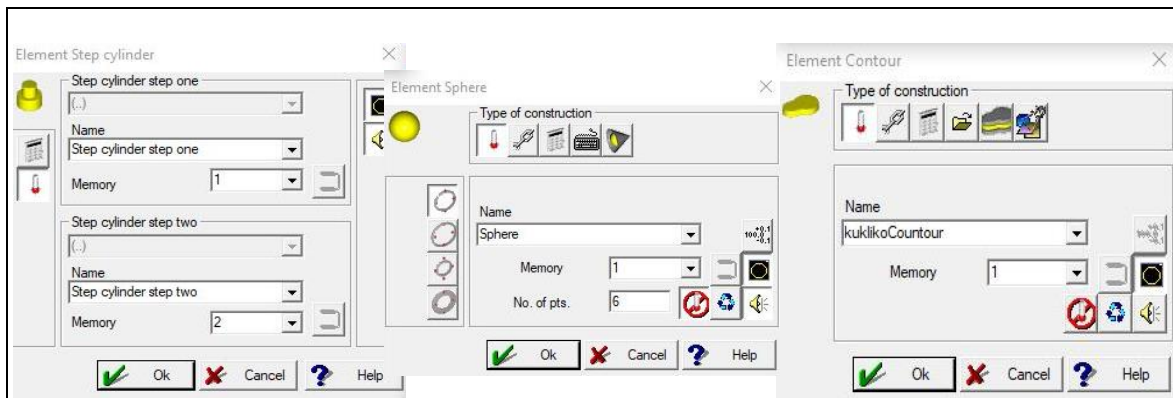 Element Step cylinder
Step cylinder step one
(..)
Name
Step cylinder step one
Memory 1
Step cylinder step two
(..)
Name
Step cylinder step two
Memory 2
Ok Cancel Help
Element Sphere
Type of construction
Name
Sphere
Memory 1
No. of pts. 6
Ok Cancel Help
Element Contour
Type of construction
Name
kuklikoCountour
Memory 1
Ok Cancel Help